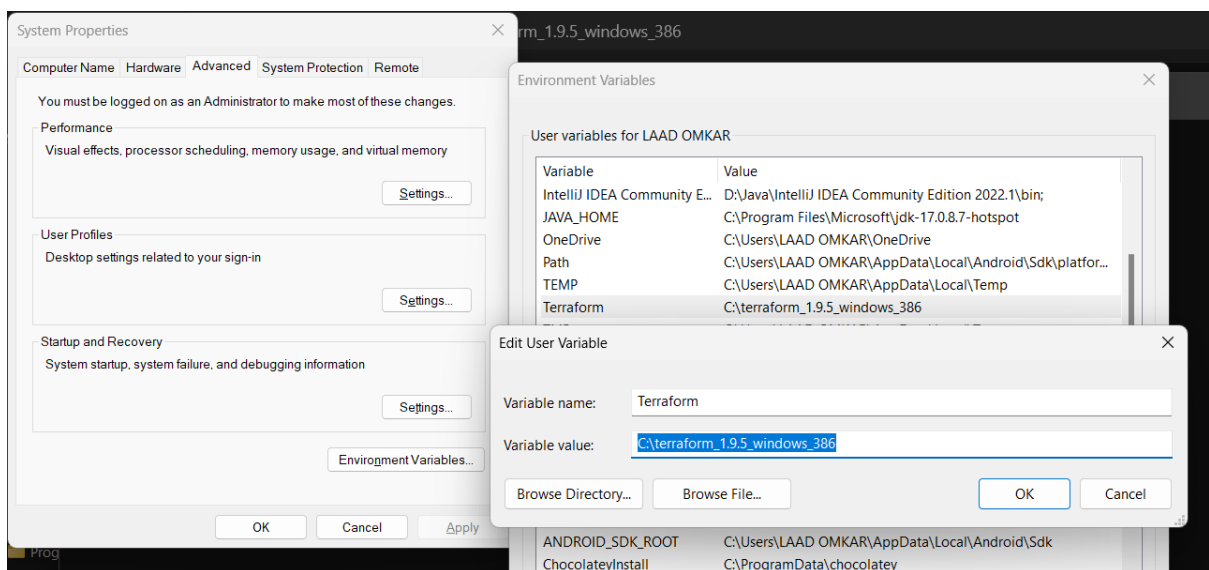 System Properties
rm_1.9.5_windows_386
Computer Name Hardware Advanced System Protection Remote
You must be logged on as an Administrator to make most of these changes.
Performance
Visual effects, processor scheduling, memory usage, and virtual memory
Settings...
User Profiles
Desktop settings related to your sign-in
Settings...
Startup and Recovery
System startup, system failure, and debugging information
Settings...
Environment Variables...
OK Cancel Apply
Prog
Environment Variables
User variables for LAAD OMKAR
Variable Value
IntelliJ IDEA Community E... D:\Java\IntelliJ IDEA Community Edition 2022.1\bin;
JAVA_HOME C:\Program Files\Microsoft\jdk-17.0.8.7-hotspot
OneDrive C:\Users\LAAD OMKAR\OneDrive
Path C:\Users\LAAD OMKAR\AppData\Local\Android\Sdk\platfor...
TEMP C:\Users\LAAD OMKAR\AppData\Local\Temp
Terraform C:\terraform_1.9.5_windows_386
Edit User Variable
Variable name: Terraform
Variable value: C:\terraform_1.9.5_windows_386
Browse Directory... Browse File... OK Cancel
ANDROID_SDK_ROOT C:\Users\LAAD OMKAR\AppData\Local\Android\Sdk
ChocolateyInstall C:\ProgramData\chocolatey